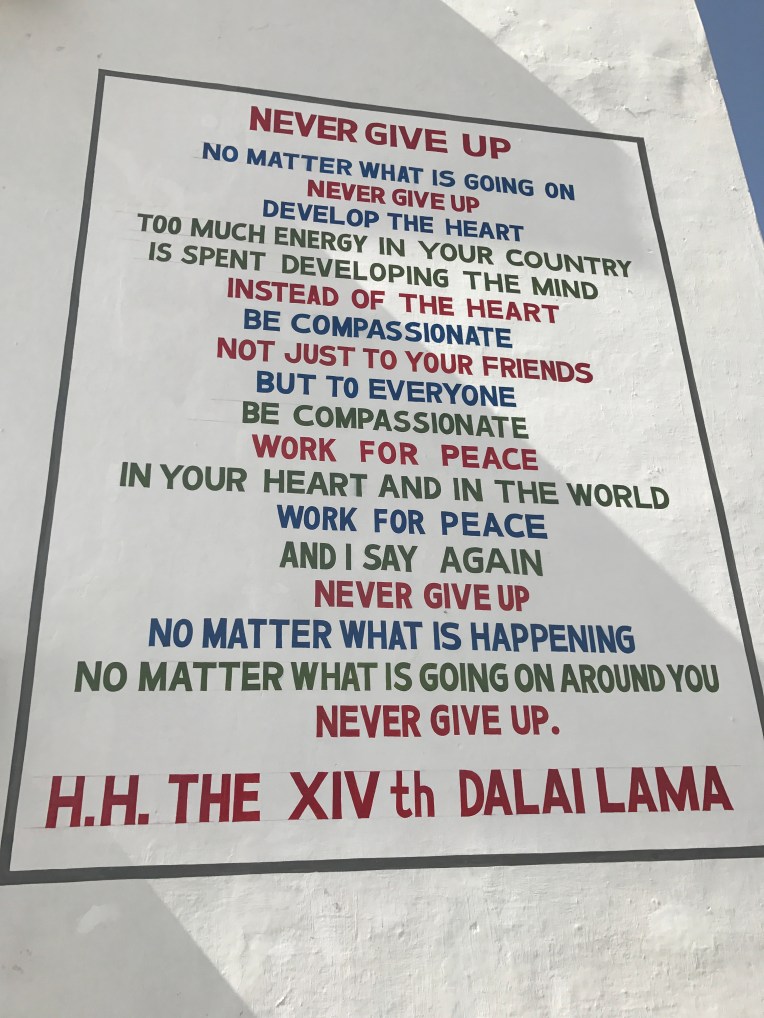 NEVER GIVE UP
NO MATTER WHAT IS GOING ON
NEVER GIVE UP
DEVELOP THE HEART
TOO MUCH ENERGY IN YOUR COUNTRY
IS SPENT DEVELOPING THE MIND
INSTEAD OF THE HEART
BE COMPASSIONATE
NOT JUST TO YOUR FRIENDS
BUT TO EVERYONE
BE COMPASSIONATE
WORK FOR PEACE
IN YOUR HEART AND IN THE WORLD
WORK FOR PEACE
AND I SAY AGAIN
NEVER GIVE UP
NO MATTER WHAT IS HAPPENING
NO MATTER WHAT IS GOING ON AROUND YOU
NEVER GIVE UP.
H.H. THE XIVth DALAI LAMA